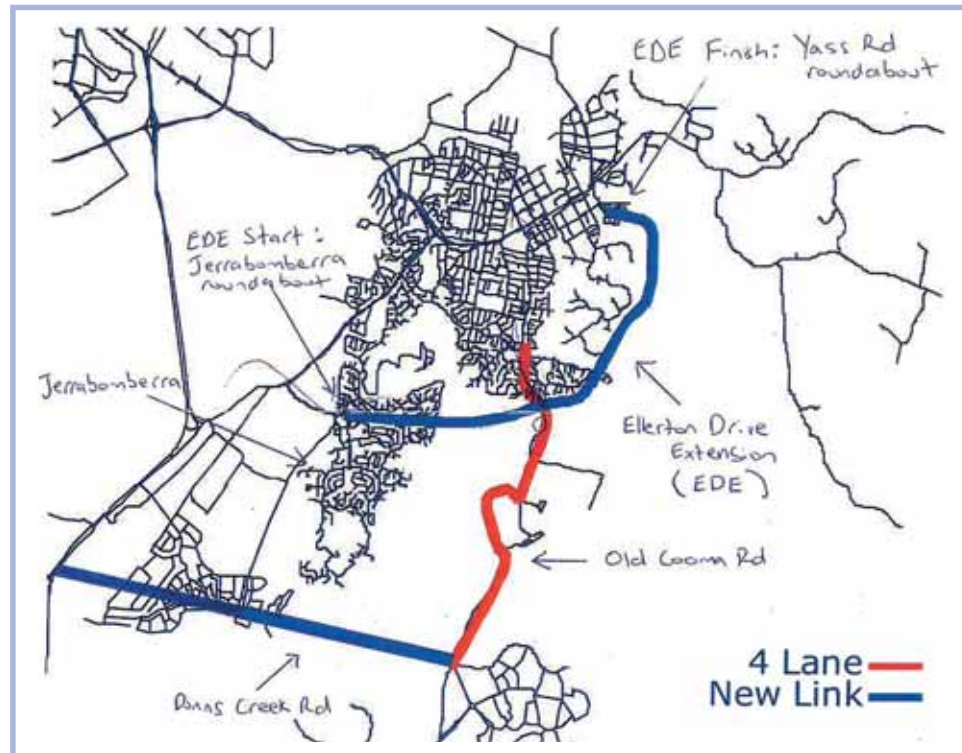 EDE Finsh: Yass Rd
roundabout
EDE Start:
Jerrabomberra
roundabout
Jerrabomberra
Ellerton Drive
Extension
(EDE)
Old Cooma Rd
Dunns Creek Rd
4 Lane
New Link